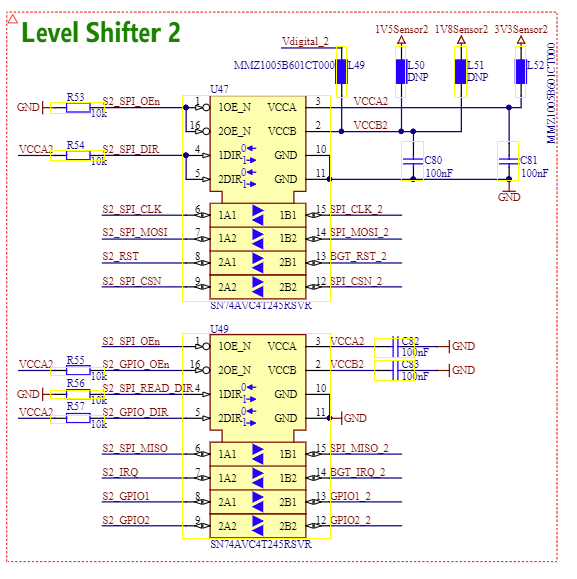 Level Shifter 2
1V5Sensor2 1V8Sensor2 3V3Sensor2
Vdigital_2
MMZ1005B601CT000 L49 L50 DNP L51 DNP L52
MMZ1005B601CT000
U47
GND R53 10k S2_SPI_OEn 1 1OE_N VCCA 3 VCCA2
16 2OE_N VCCB 2 VCCB2
VCCA2 R54 10k S2_SPI_DIR 4 1DIR 0 1 GND 10 C80 100nF C81 100nF
5 2DIR 0 1 GND 11
GND
S2_SPI_CLK 6 1A1 1B1 15 SPI_CLK_2
S2_SPI_MOSI 7 1A2 1B2 14 SPI_MOSI_2
S2_RST 8 2A1 2B1 13 BGT_RST_2
S2_SPI_CSN 9 2A2 2B2 12 SPI_CSN_2
SN74AVC4T245RSVR
U49
S2_SPI_OEn 1 1OE_N VCCA 3 VCCA2 C82 100nF GND
VCCA2 R55 10k S2_GPIO_OEn 16 2OE_N VCCB 2 VCCB2 C83 100nF GND
GND R56 10k S2_SPI_READ_DIR 4 1DIR 0 1 GND 10
VCCA2 R57 10k S2_GPIO_DIR 5 2DIR 0 1 GND 11 GND
S2_SPI_MISO 6 1A1 1B1 15 SPI_MISO_2
S2_IRQ 7 1A2 1B2 14 BGT_IRQ_2
S2_GPIO1 8 2A1 2B1 13 GPIO1_2
S2_GPIO2 9 2A2 2B2 12 GPIO2_2
SN74AVC4T245RSVR